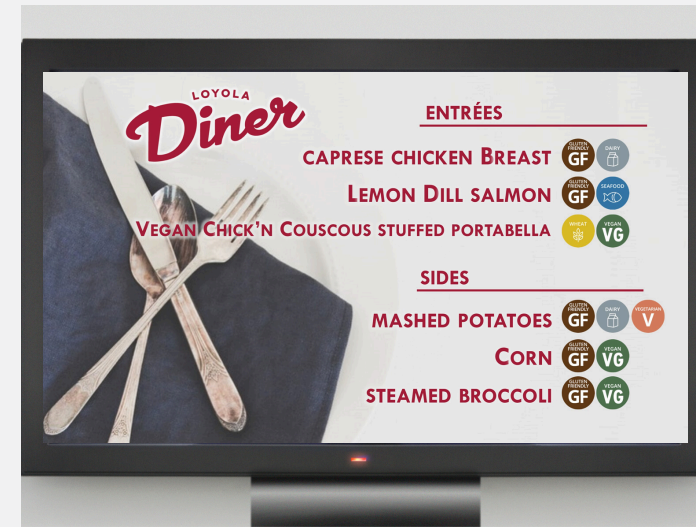 LOYOLA
Diner
ENTRÉES
CAPRESE CHICKEN BREAST GLUTEN FRIENDLY GF DAIRY
LEMON DILL SALMON GLUTEN FRIENDLY GF SEAFOOD
VEGAN CHICK'N COUSCOUS STUFFED PORTABELLA WHEAT VEGAN VG
SIDES
MASHED POTATOES GLUTEN FRIENDLY GF DAIRY VEGETARIAN V
CORN GLUTEN FRIENDLY GF VEGAN VG
STEAMED BROCCOLI GLUTEN FRIENDLY GF VEGAN VG